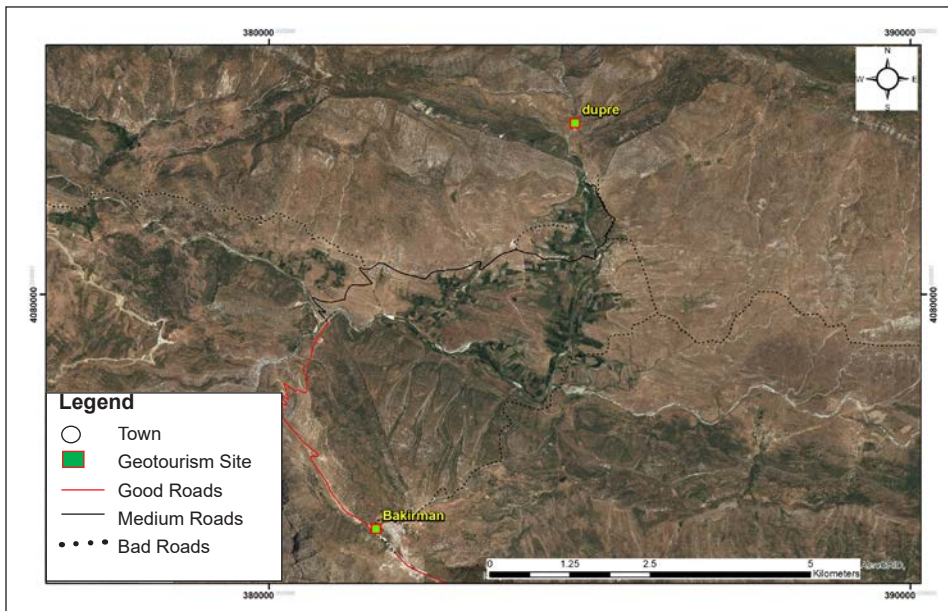 380000
390000
N
W E
S
dupre
4080000
4080000
Legend
Town
Geotourism Site
Good Roads
Medium Roads
Bad Roads
Bakirman
0 1.25 2.5 5
Kilometers
380000
390000